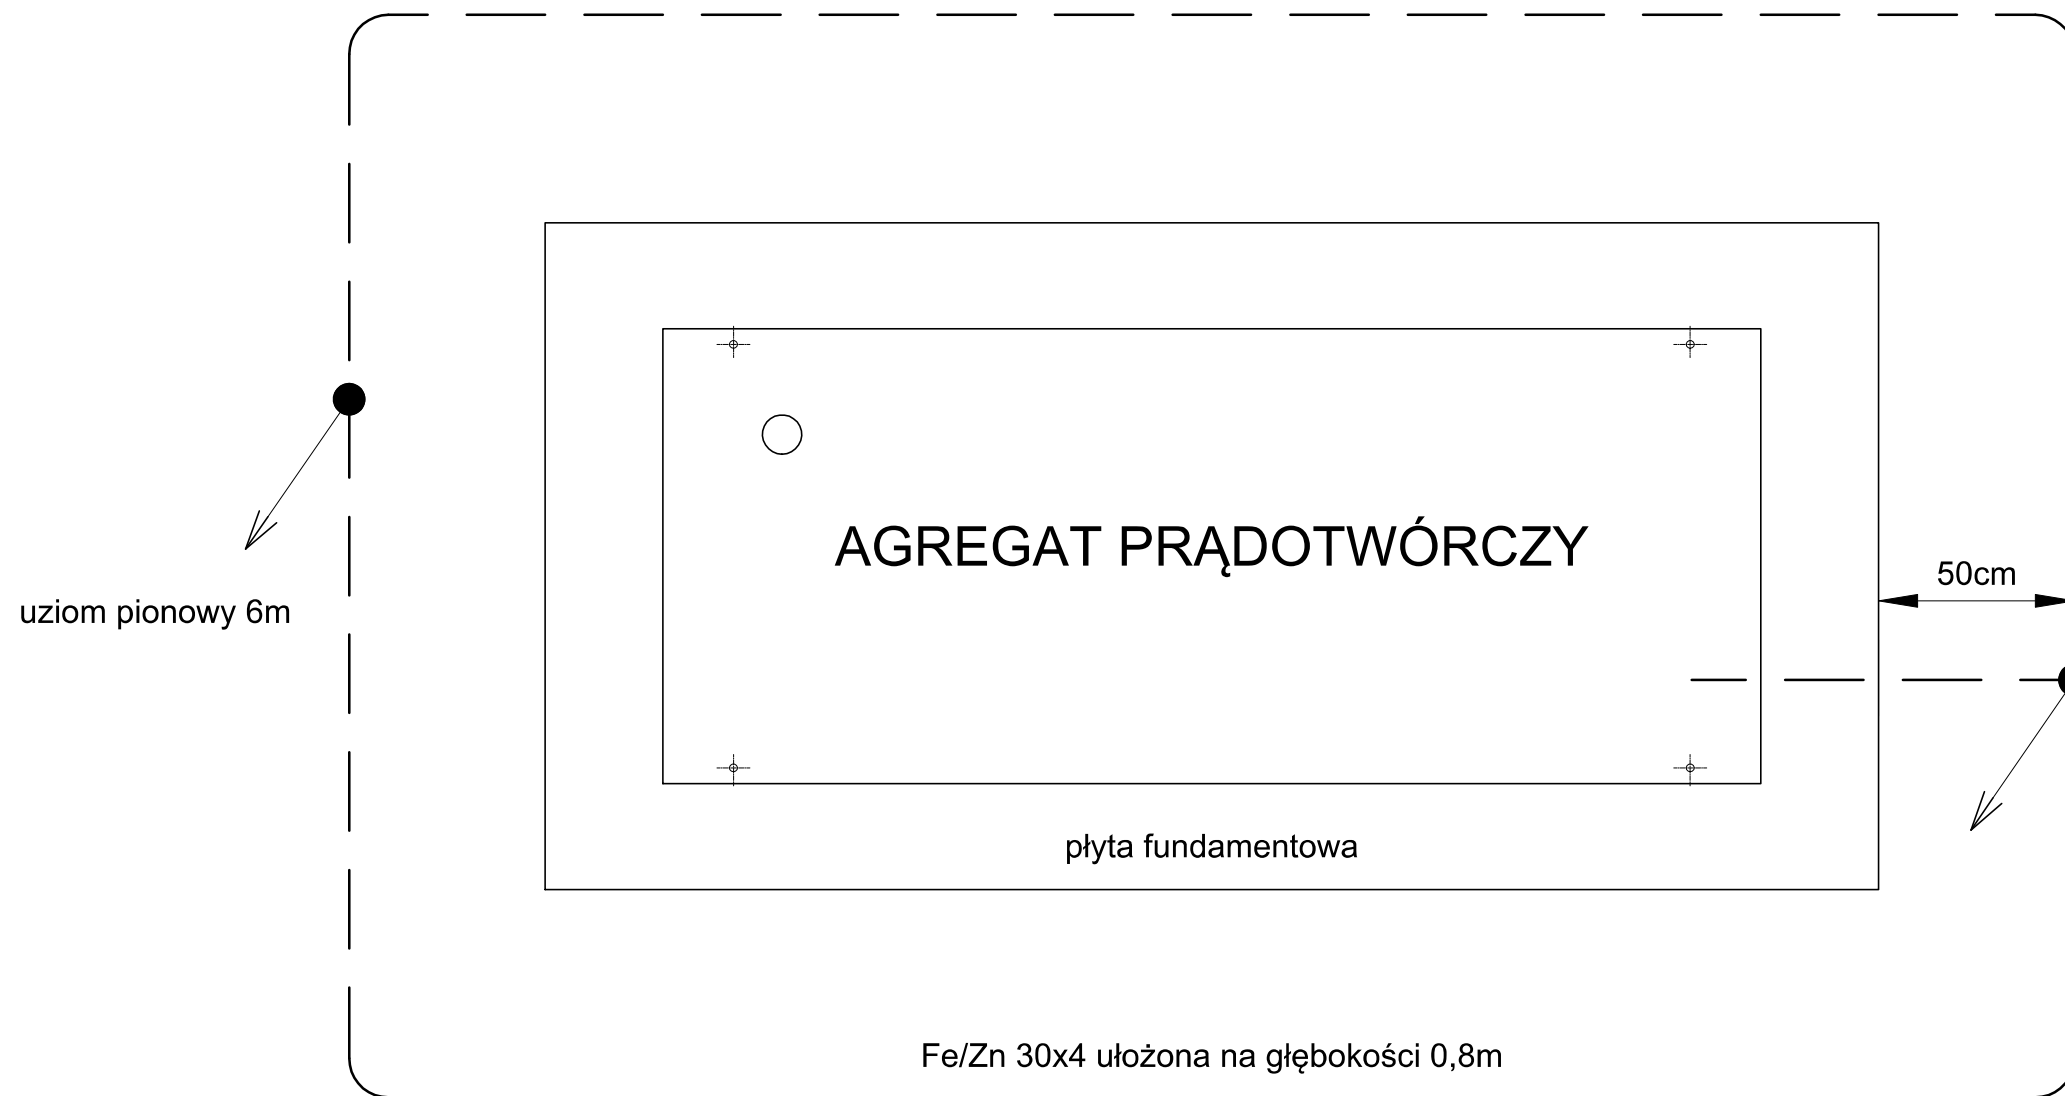 AGREGAT PRĄDOTWÓRCZY
50cm
uziom pionowy 6m
płyta fundamentowa
Fe/Zn 30x4 ułożona na głębokości 0,8m